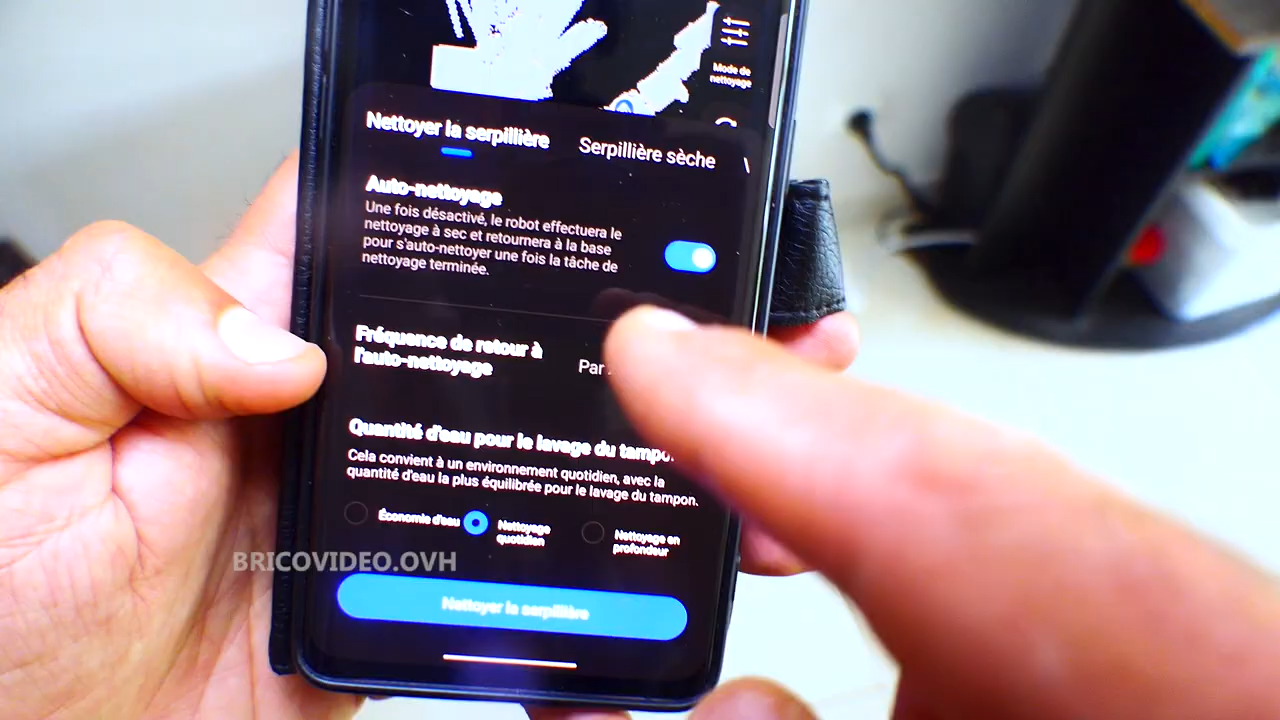 Mode de
nettoyage
Nettoyer la serpillière
Serpillière sèche
Auto-nettoyage
Une fois désactivé, le robot effectuera le
nettoyage à sec et retournera à la base
pour s'auto-nettoyer une fois la tâche de
nettoyage terminée.
Fréquence de retour à
l'auto-nettoyage
Par
Quantité d'eau pour le lavage du
Cela convient à un environnement quotidien, avec la
quantité d'eau la plus équilibrée pour le lavage du tampon.
Économie d'eau
Nettoyage
quotidien
Nettoyage en
profondeur
BRICOVIDEO.OVH
Nettoyer la serpillière